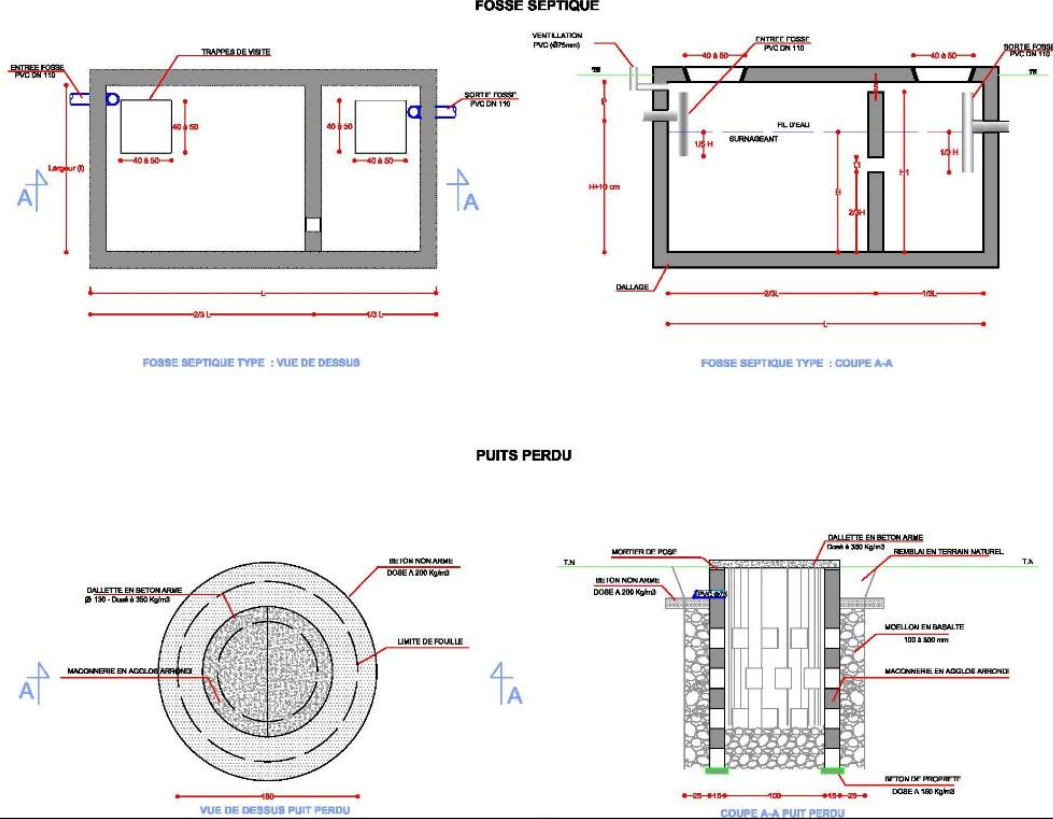 FOSSE SEPTIQUE
TRAPPES DE VISITE
ENTREE FOSSE
PVC DN 110
SORTIE FOSSE
PVC DN 110
40 à 50
40 à 50
40 à 50
40 à 50
Largeur (l)
A
A
L
2/3 L
1/3 L
FOSSE SEPTIQUE TYPE : VUE DE DESSUS
VENTILLATION
PVC (Ø75mm)
ENTREE FOSSE
PVC DN 110
SORTIE FOSSE
PVC DN 110
40 à 50
40 à 50
P
FIL D'EAU
SURNAGEANT
1/5 H
1/3 H
H+10 cm
H
H1
2/3H
DALLAGE
2/3L
1/3L
L
FOSSE SEPTIQUE TYPE : COUPE A-A
PUITS PERDU
BETON NON ARME
DOSE A 200 Kg/m3
DALLETTE EN BETON ARME
Ø 130 - Dosé à 350 Kg/m3
LIMITE DE FOUILLE
MACONNERIE EN AGGLOS ARRONDI
A
A
180
VUE DE DESSUS PUIT PERDU
DALLETTE EN BETON ARME
Dosé à 350 Kg/m3
MORTIER DE POSE
REMBLAI EN TERRAIN NATUREL
T.N
T.N
BETON NON ARME
DOSE A 200 Kg/m3
MOELLON EN BASALTE
100 à 300 mm
MACONNERIE EN AGGLOS ARRONDI
BETON DE PROPRETE
DOSE A 150 Kg/m3
25
15
100
15
25
COUPE A-A PUIT PERDU